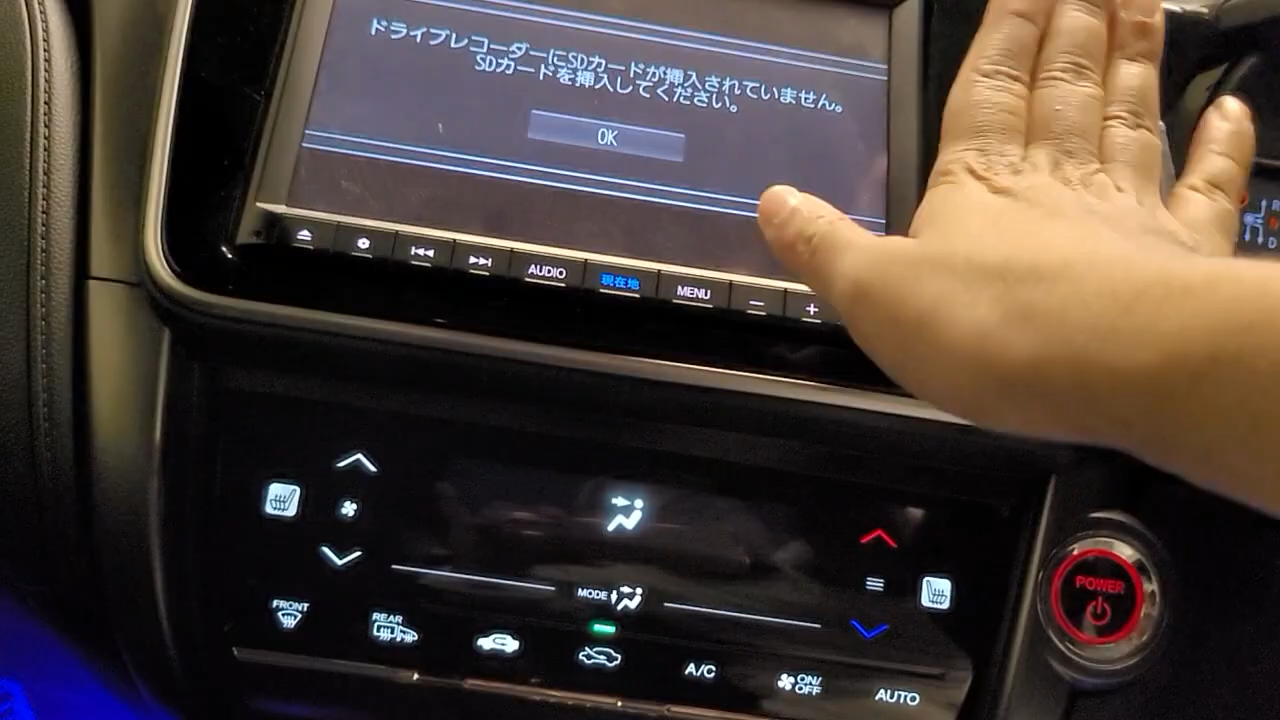 ドライブレコーダーにSDカードが挿入されていません。
SDカードを挿入してください。
OK
AUDIO
現在地
MENU
− +
R
D
MODE
FRONT
REAR
A/C
ON/OFF
AUTO
POWER